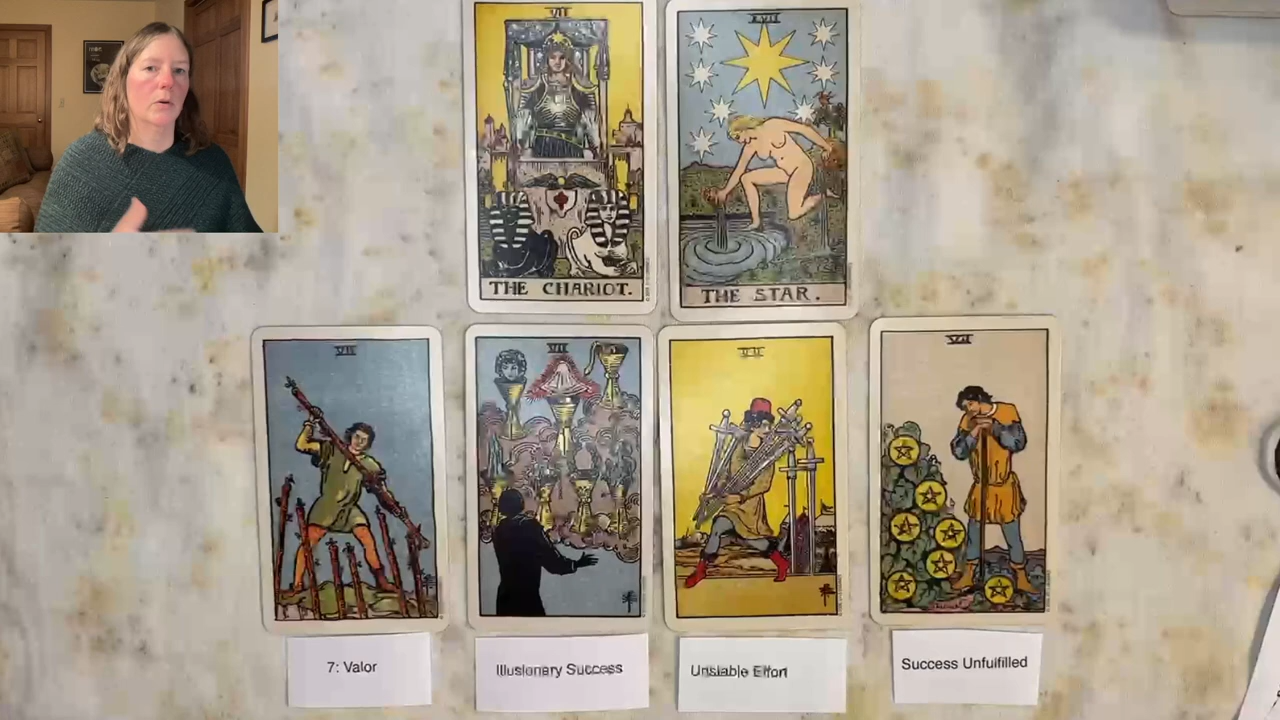 VII
XVII
THE CHARIOT.
THE STAR.
VII
VII
VII
VII
7: Valor
Illusionary Success
Unstable Effort
Success Unfulfilled